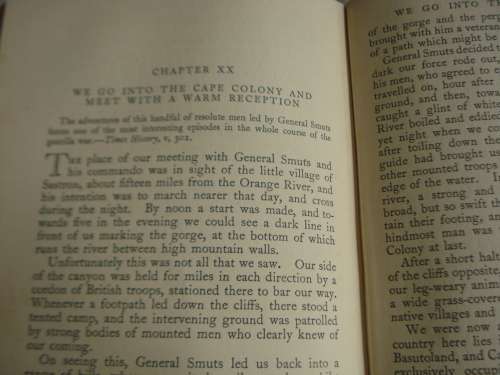 CHAPTER XX
WE GO INTO THE CAPE COLONY AND
MEET WITH A WARM RECEPTION
The adventures of this handful of resolute men led by General Smuts
form one of the most interesting episodes in the whole course of the
guerilla war.—Times History, v, 302.
THE place of our meeting with General Smuts and
his commando was in sight of the little village of
Zastron, about fifteen miles from the Orange River, and
his intention was to march nearer that day, and cross
during the night. By noon a start was made, and to-
wards five in the evening we could see a dark line in
front of us marking the gorge, at the bottom of which
runs the river between high mountain walls.
Unfortunately this was not all that we saw. Our side
of the canyon was held for miles in each direction by a
cordon of British troops, stationed there to bar our way.
Whenever a footpath led down the cliffs, there stood a
tented camp, and the intervening ground was patrolled
by strong bodies of mounted men who clearly knew of
our coming.
On seeing this, General Smuts led us back into a
WE GO INTO TH
of the gorge and the per
brought with him a veteran
of a path which might be
General Smuts decided t
dark our force rode out,
his men, who agreed to
travelled on, hour after
ground, and then, towar
caught a glint of white
River boiled and eddied
yet night when we co
after toiling down the
guide had brought us
other mounted troops
edge of the water. In
river, a strong and
broad, but so swift th
tain their footing, an
hindmost man was
Colony at last.
After a short halt
of the cliffs opposite
our leg-weary anim
a wide grass-cover
native villages and
We were now
country here lies
Basutoland, and
exclusively occup